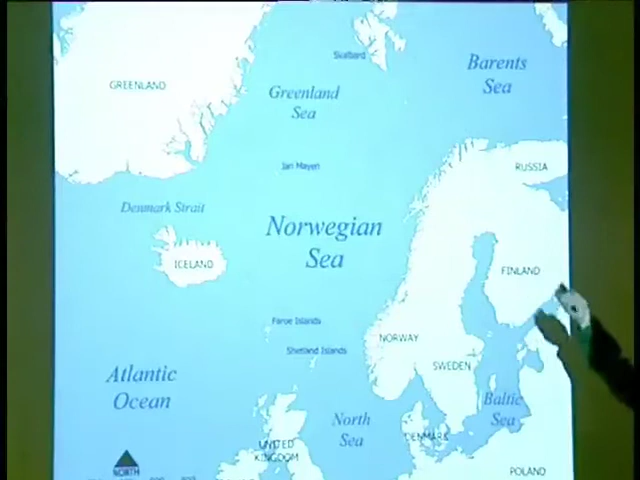 Svalbard
Barents
Sea
GREENLAND
Greenland
Sea
Jan Mayen
RUSSIA
Denmark Strait
Norwegian
Sea
ICELAND
FINLAND
Faroe Islands
NORWAY
Shetland Islands
SWEDEN
Atlantic
Ocean
Baltic
Sea
North
Sea
DENMARK
UNITED
KINGDOM
NORTH
POLAND